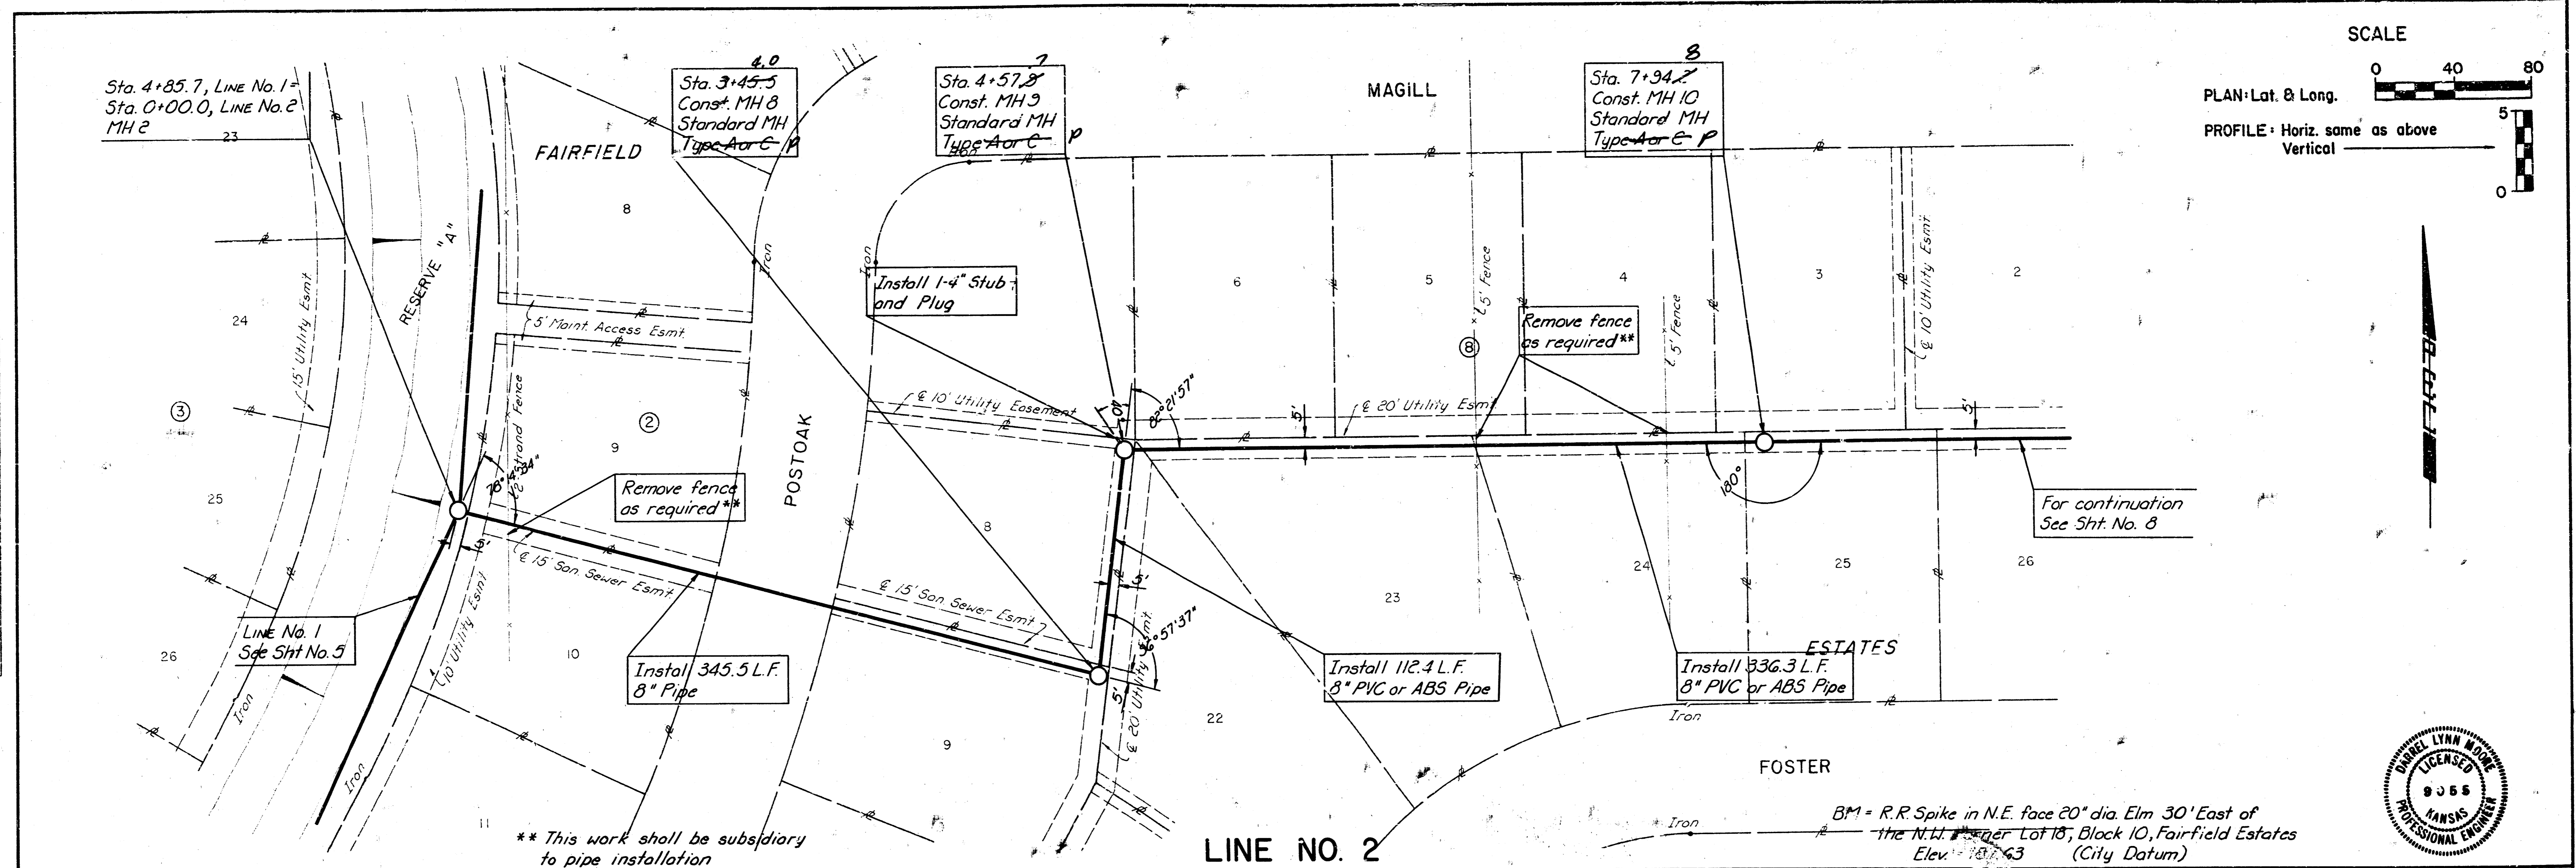 SCALE
0 40 80
PLAN: Lat. & Long.
PROFILE: Horiz. same as above
Vertical
5
0
Sta. 4+85.7, LINE No. 1 =
Sta. 0+00.0, LINE No. 2
MH 2
23
4.0
Sta. 3+45.5
Const. MH 8
Standard MH
Type A or C P
7
Sta. 4+57.9
Const. MH 9
Standard MH
Type A or C P
8
Sta. 7+94.2
Const. MH 10
Standard MH
Type A or C P
MAGILL
FAIRFIELD
Iron
8
RESERVE "A"
24
15' Utility Esmt.
Iron
Iron
Install 1-4" Stub
and Plug
6
5
4
3
2
5' Fence
5' Fence
℄ 10' Utility Esmt.
Remove fence
as required**
8
5' Maint. Access Esmt.
3
2
9
2 Strand Fence
POSTOAK
℄ 10' Utility Easement
10'
82°21'57"
5'
℄ 20' Utility Esmt.
5'
180°
25
Remove fence
as required**
8
For continuation
See Sht. No. 8
5'
℄ 15' San. Sewer Esmt.
℄ 15' San. Sewer Esmt.
5'
57'37"
23
24
25
26
LINE No. 1
See Sht No. 5
26
10' Utility Esmt
10
Install 345.5 L.F.
8" Pipe
5'
℄ 20' Utility Esmt.
Install 112.4 L.F.
8" PVC or ABS Pipe
ESTATES
Install 336.3 L.F.
8" PVC or ABS Pipe
Iron
Iron
Iron
9
22
FOSTER
11
** This work shall be subsidiary
to pipe installation
LINE NO. 2
Iron
BM = R.R. Spike in N.E. face 20" dia. Elm 30' East of
the N.W. Lot 18, Block 10, Fairfield Estates
Elev. (City Datum)
DARREL LYNN MOORE
LICENSED
KANSAS
PROFESSIONAL ENGINEER